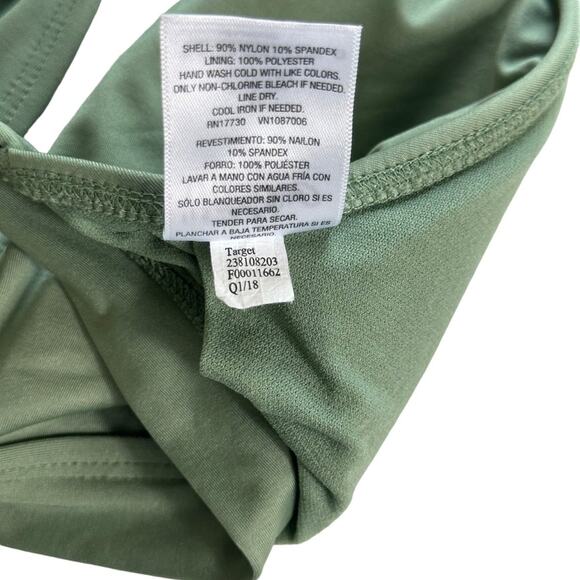 SHELL: 90% NYLON 10% SPANDEX
LINING: 100% POLYESTER
HAND WASH COLD WITH LIKE COLORS.
ONLY NON-CHLORINE BLEACH IF NEEDED.
LINE DRY.
COOL IRON IF NEEDED.
RN17730 VN1087006
REVESTIMIENTO: 90% NAILON
10% SPANDEX
FORRO: 100% POLIÉSTER
LAVAR A MANO CON AGUA FRÍA CON
COLORES SIMILARES.
SÓLO BLANQUEADOR SIN CLORO SI ES
NECESARIO.
TENDER PARA SECAR.
PLANCHAR A BAJA TEMPERATURA SI ES
NECESARIO.
Target
238108203
F00011662
Q1/18